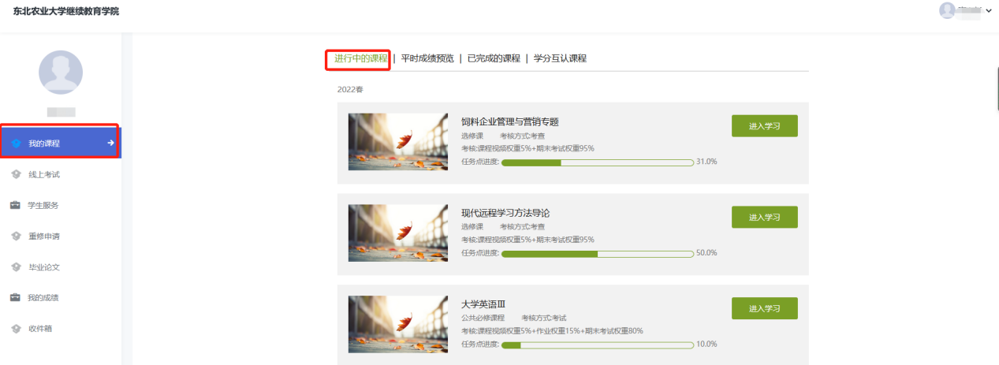 东北农业大学继续教育学院
进行中的课程 | 平时成绩预览 | 已完成的课程 | 学分互认课程
2022春
我的课程
线上考试
学生服务
重修申请
毕业论文
我的成绩
收件箱
饲料企业管理与营销专题
选修课 考核方式:考查
考核:课程视频权重5%+期末考试权重95%
任务点进度: 31.0%
进入学习
现代远程学习方法导论
选修课 考核方式:考查
考核:课程视频权重5%+期末考试权重95%
任务点进度: 50.0%
进入学习
大学英语Ⅲ
公共必修课程 考核方式:考试
考核:课程视频权重5%+作业权重15%+期末考试权重80%
任务点进度: 10.0%
进入学习